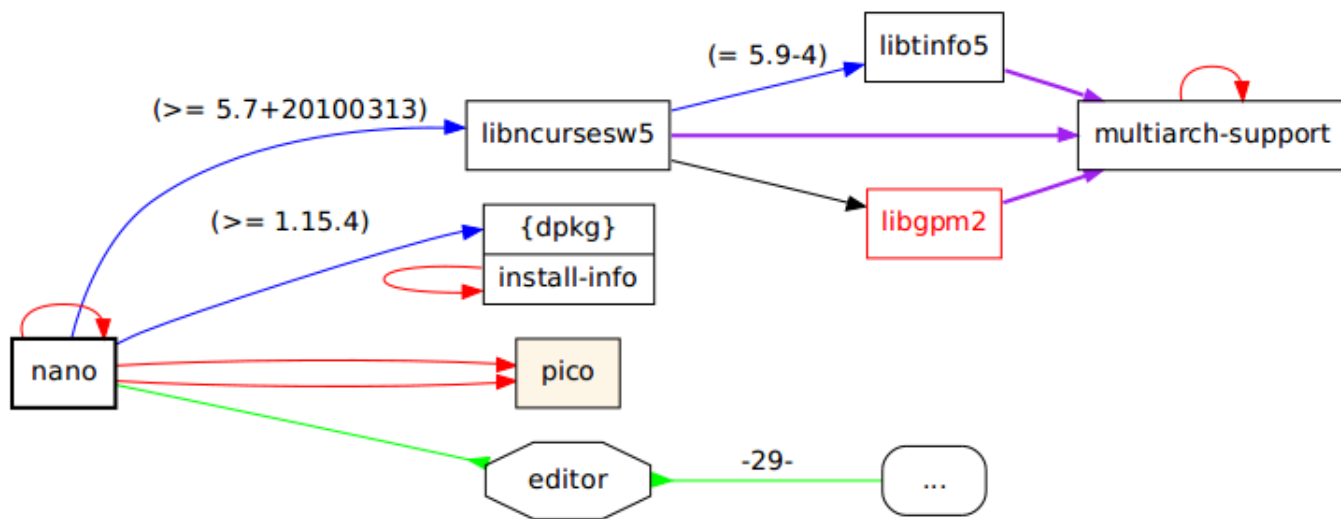 (= 5.9-4)
libtinfo5
(>= 5.7+20100313)
libncursesw5
multiarch-support
(>= 1.15.4)
{dpkg}
libgpm2
install-info
nano
pico
editor
-29-
...